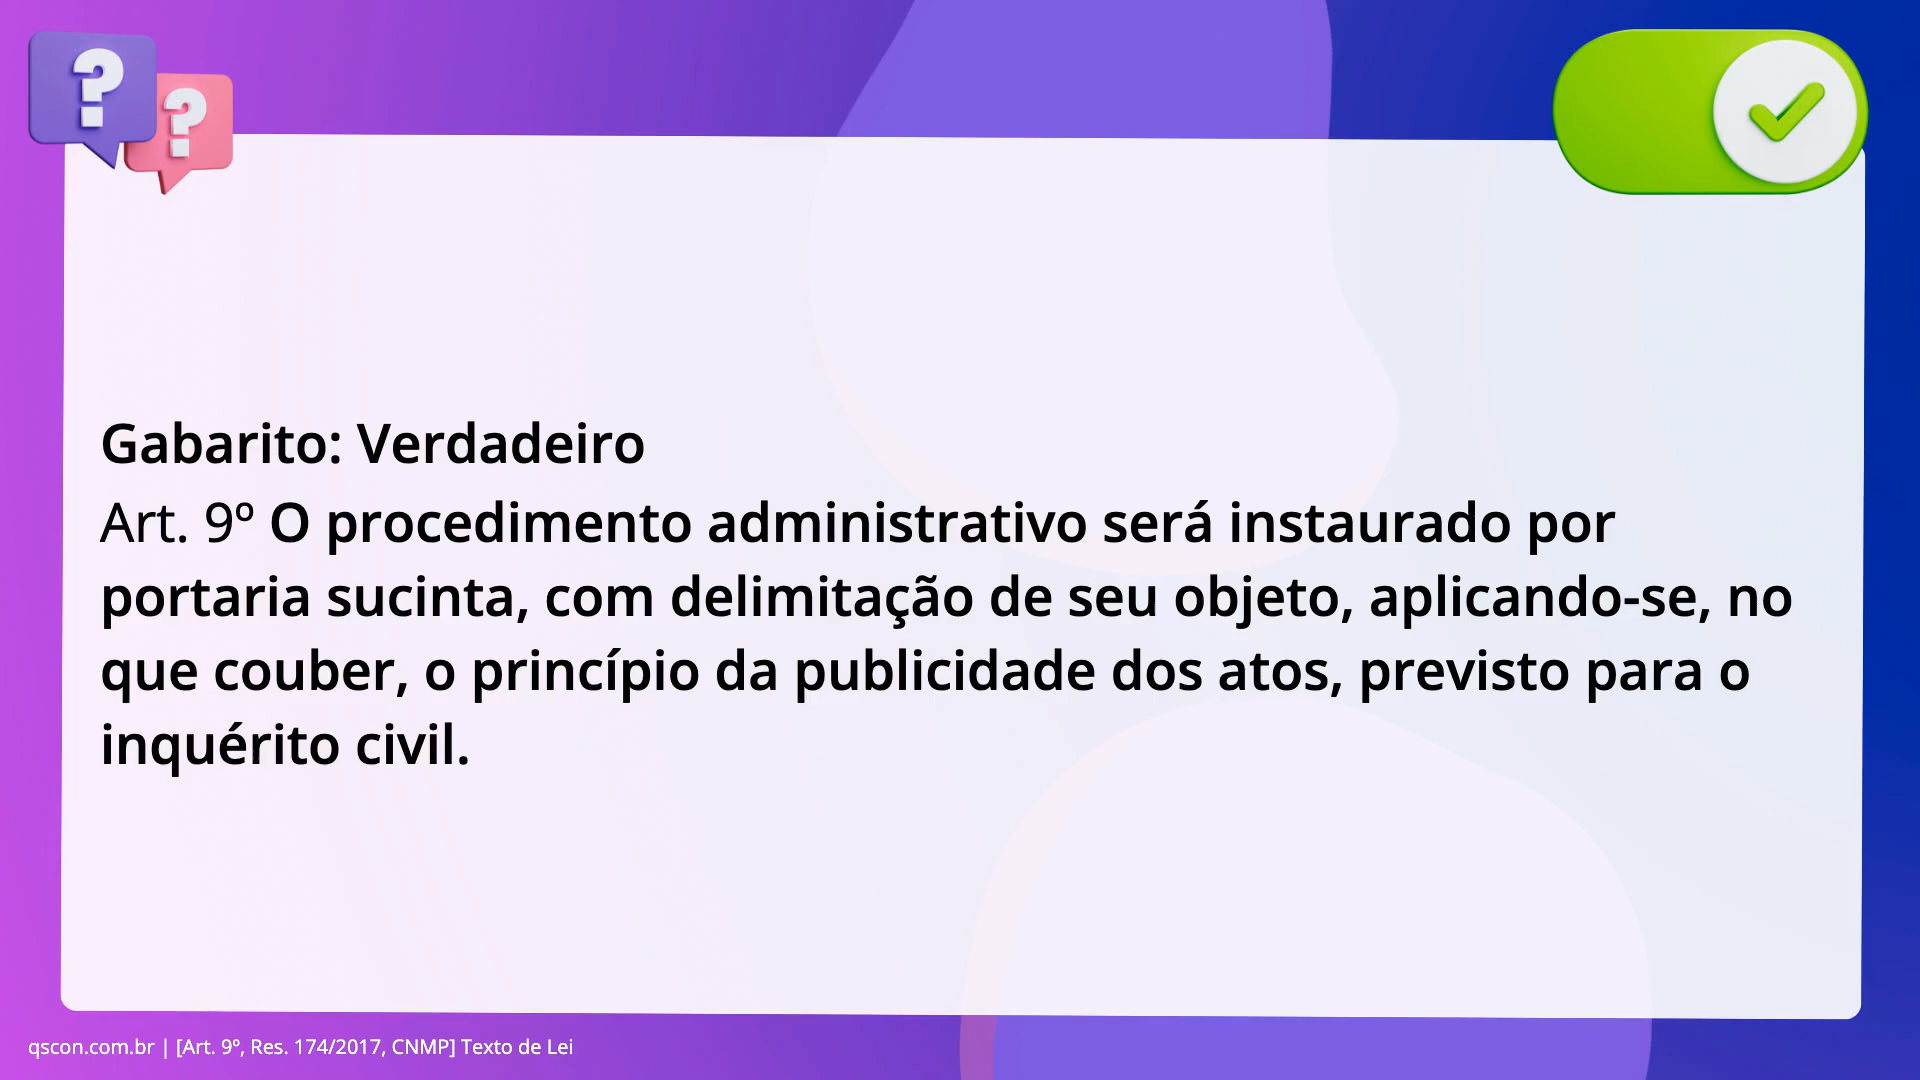 ? ?
Gabarito: Verdadeiro
Art. 9º O procedimento administrativo será instaurado por
portaria sucinta, com delimitação de seu objeto, aplicando-se, no
que couber, o princípio da publicidade dos atos, previsto para o
inquérito civil.
qscon.com.br | [Art. 9º, Res. 174/2017, CNMP] Texto de Lei